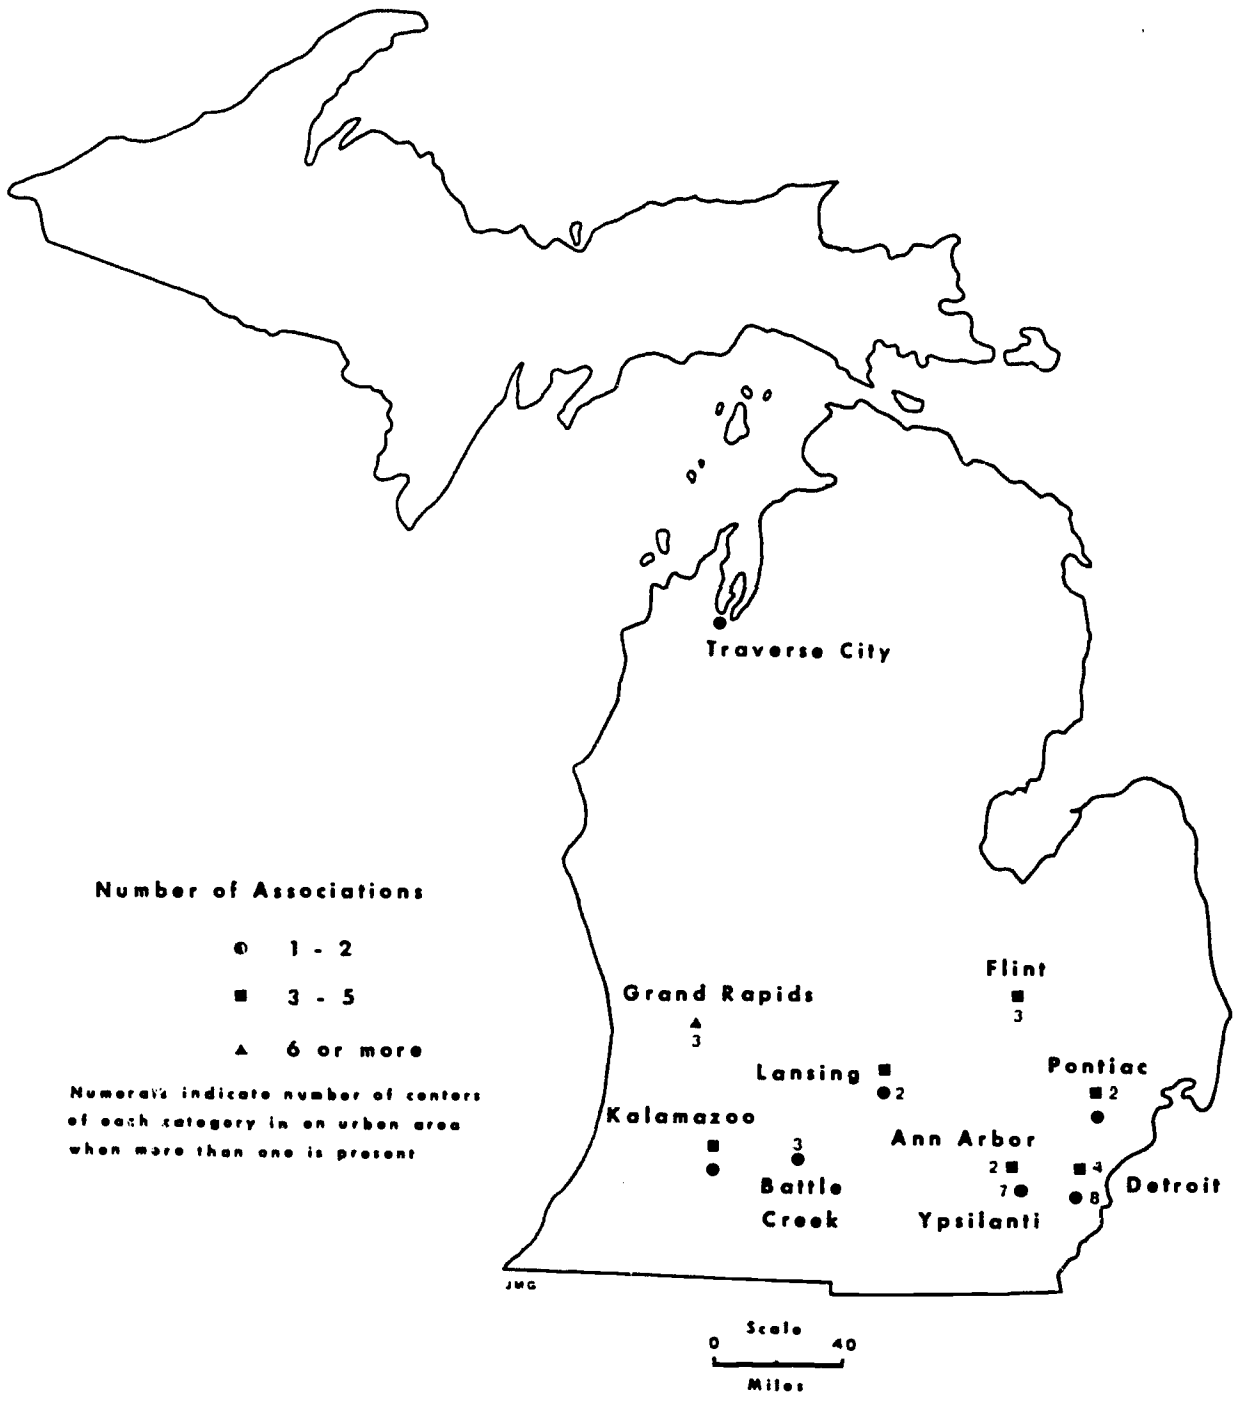 Traverse City
Number of Associations
1 - 2
3 - 5
6 or more
Numerals indicate number of centers
of each category in an urban area
when more than one is present
Flint
3
Grand Rapids
3
Lansing
2
Pontiac
2
Kalamazoo
3
Battle
Creek
Ann Arbor
2
7
Ypsilanti
4
8
Detroit
JMG
Scale
0 40
Miles